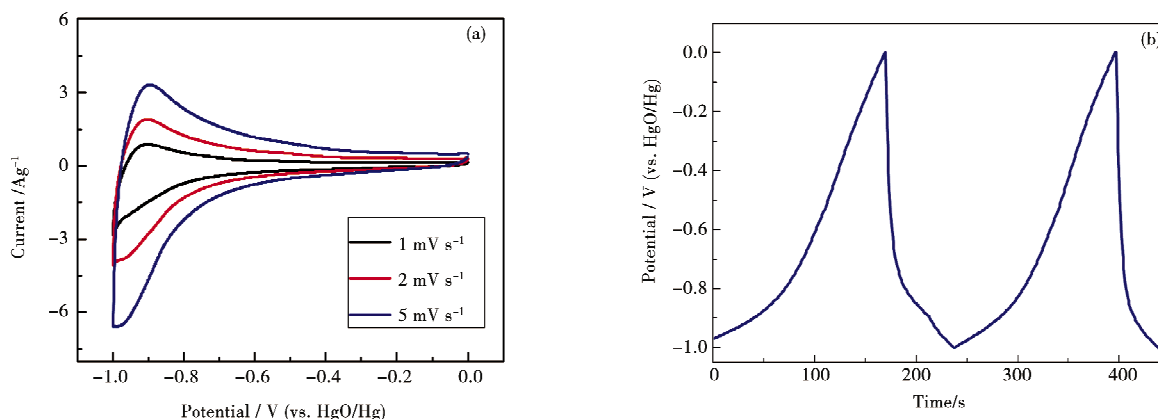 (a)
6
3
0
−3
−6
Current /Ag⁻¹
−1.0 −0.8 −0.6 −0.4 −0.2 0.0
Potential / V (vs. HgO/Hg)
1 mV s⁻¹
2 mV s⁻¹
5 mV s⁻¹
(b)
0.0
−0.2
−0.4
−0.6
−0.8
−1.0
Potential / V (vs. HgO/Hg)
0 100 200 300 400
Time/s